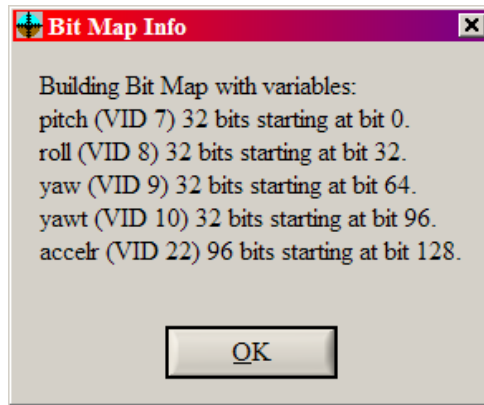 Bit Map Info
Building Bit Map with variables:
pitch (VID 7) 32 bits starting at bit 0.
roll (VID 8) 32 bits starting at bit 32.
yaw (VID 9) 32 bits starting at bit 64.
yawt (VID 10) 32 bits starting at bit 96.
accelr (VID 22) 96 bits starting at bit 128.
OK